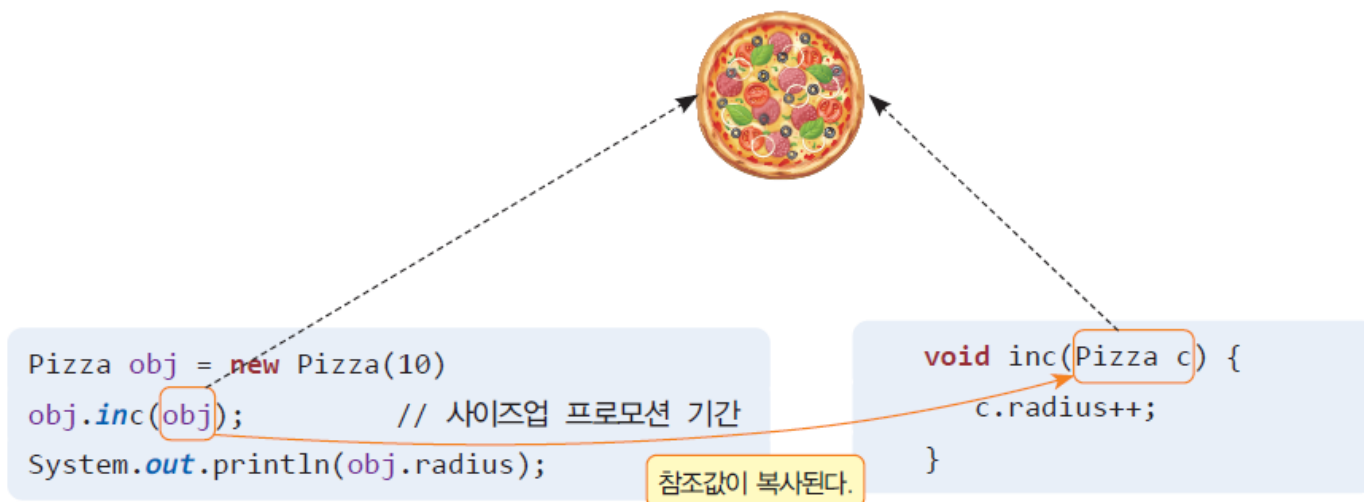 Pizza obj = new Pizza(10)
obj.inc(obj); // 사이즈업 프로모션 기간
System.out.println(obj.radius);
void inc(Pizza c) {
c.radius++;
}
참조값이 복사된다.